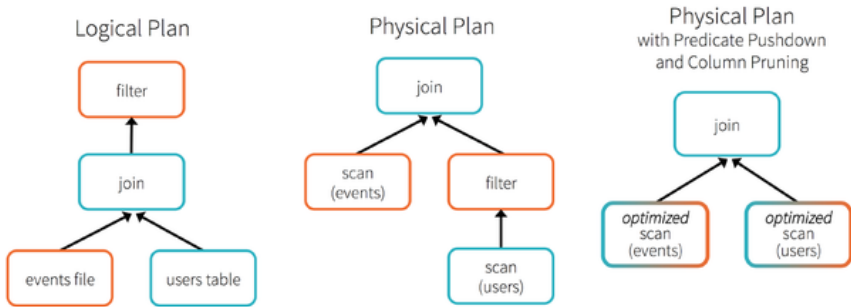 Logical Plan
filter
join
events file
users table
Physical Plan
join
scan
(events)
filter
scan
(users)
Physical Plan
with Predicate Pushdown
and Column Pruning
join
optimized
scan
(events)
optimized
scan
(users)